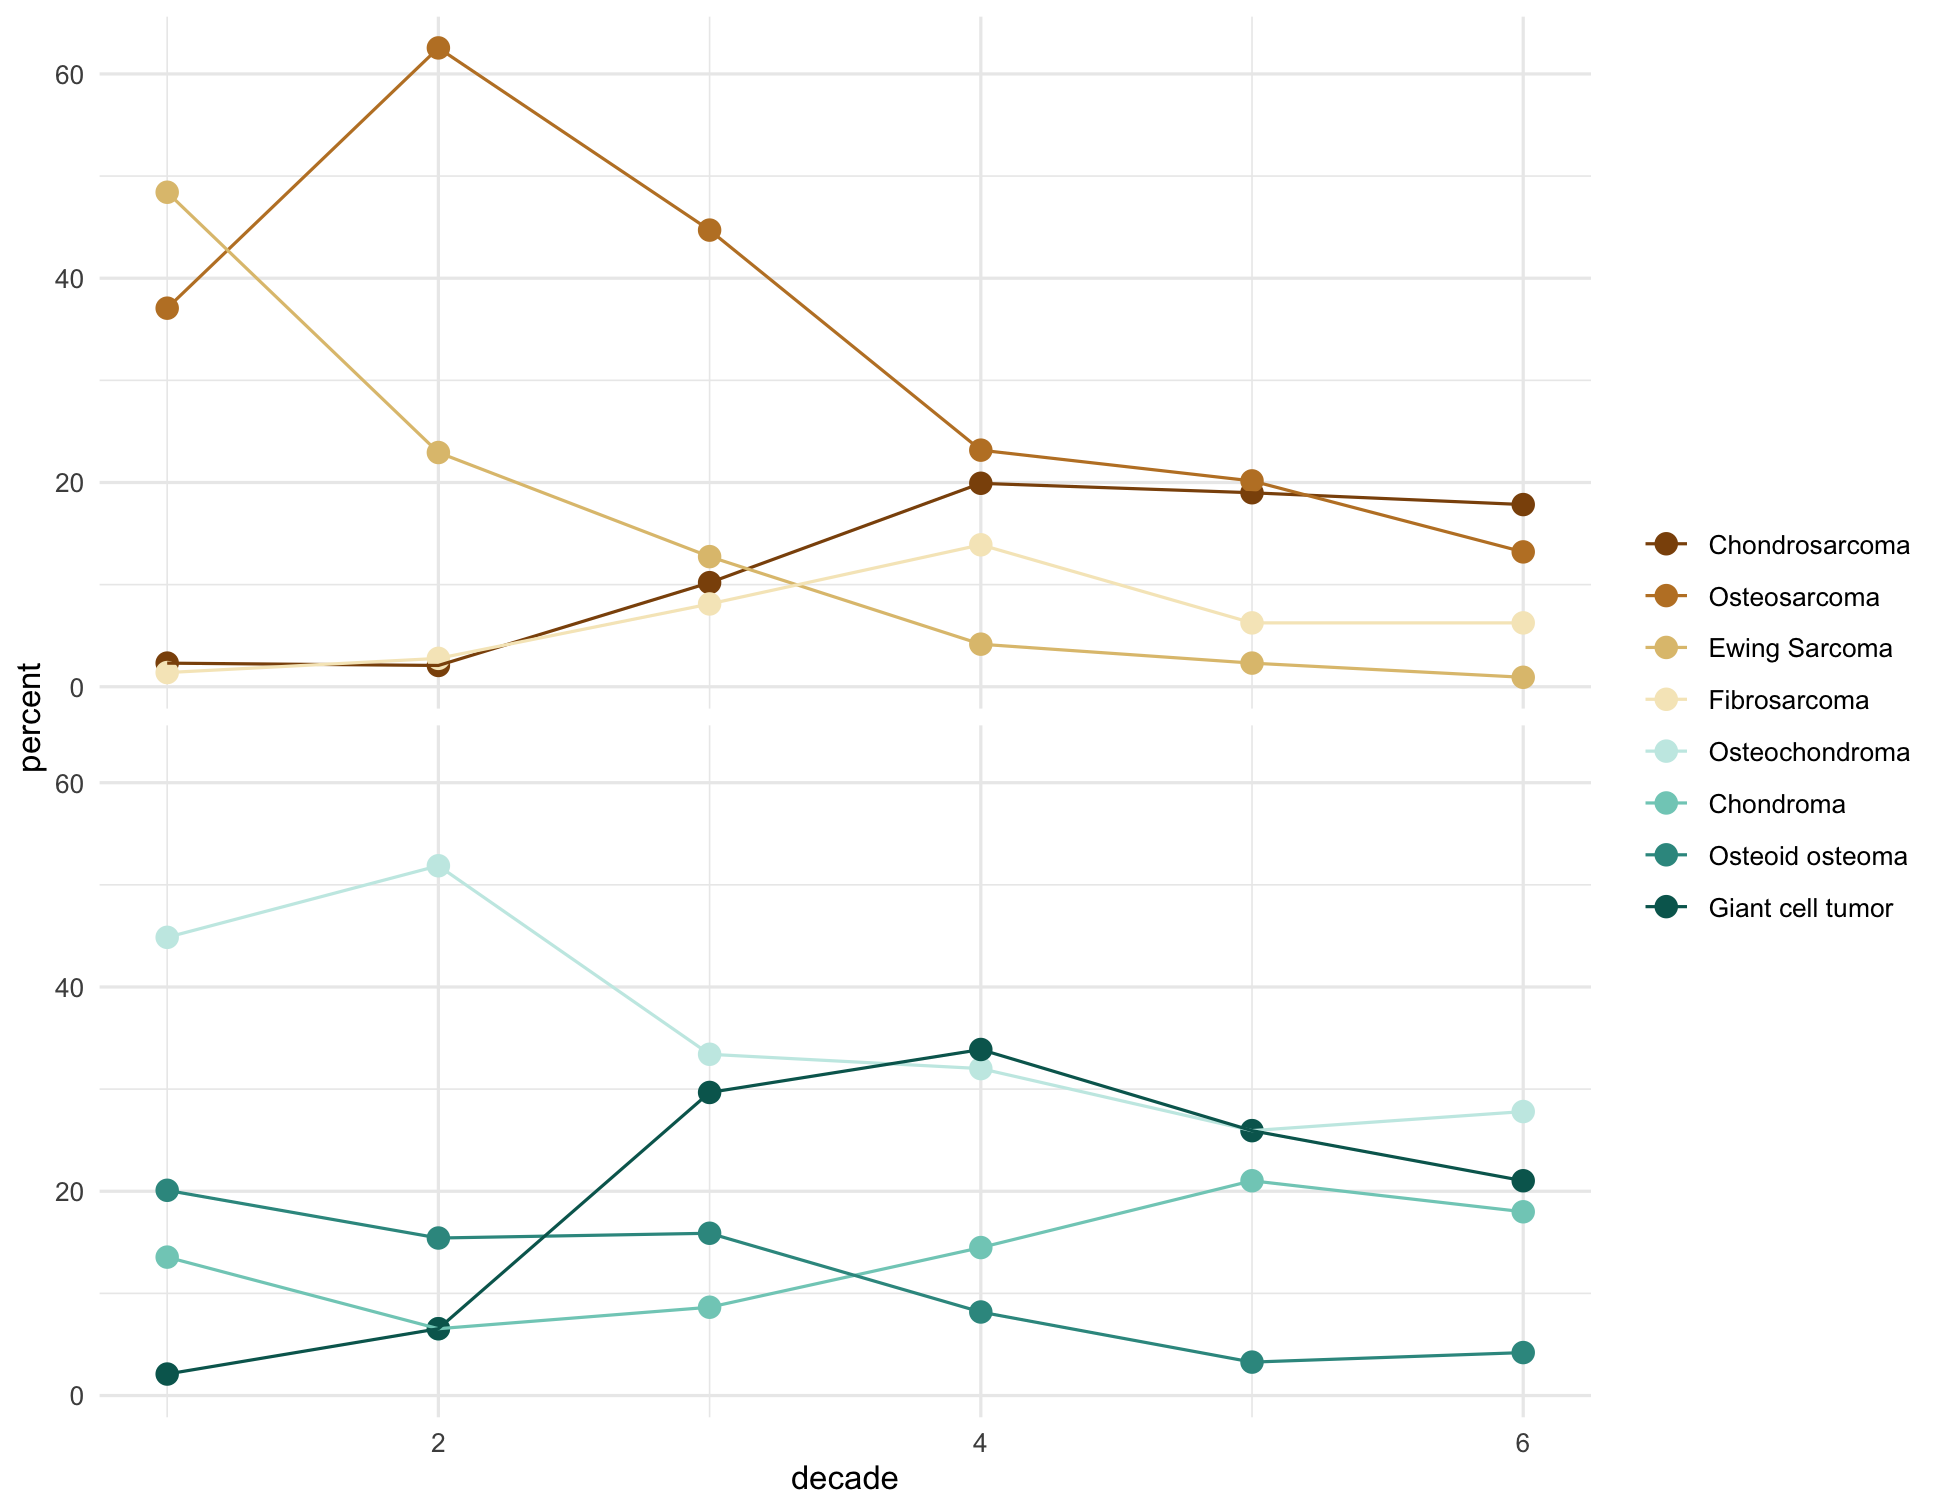 percent
60
40
20
0
60
40
20
0
2
4
6
decade
Chondrosarcoma
Osteosarcoma
Ewing Sarcoma
Fibrosarcoma
Osteochondroma
Chondroma
Osteoid osteoma
Giant cell tumor